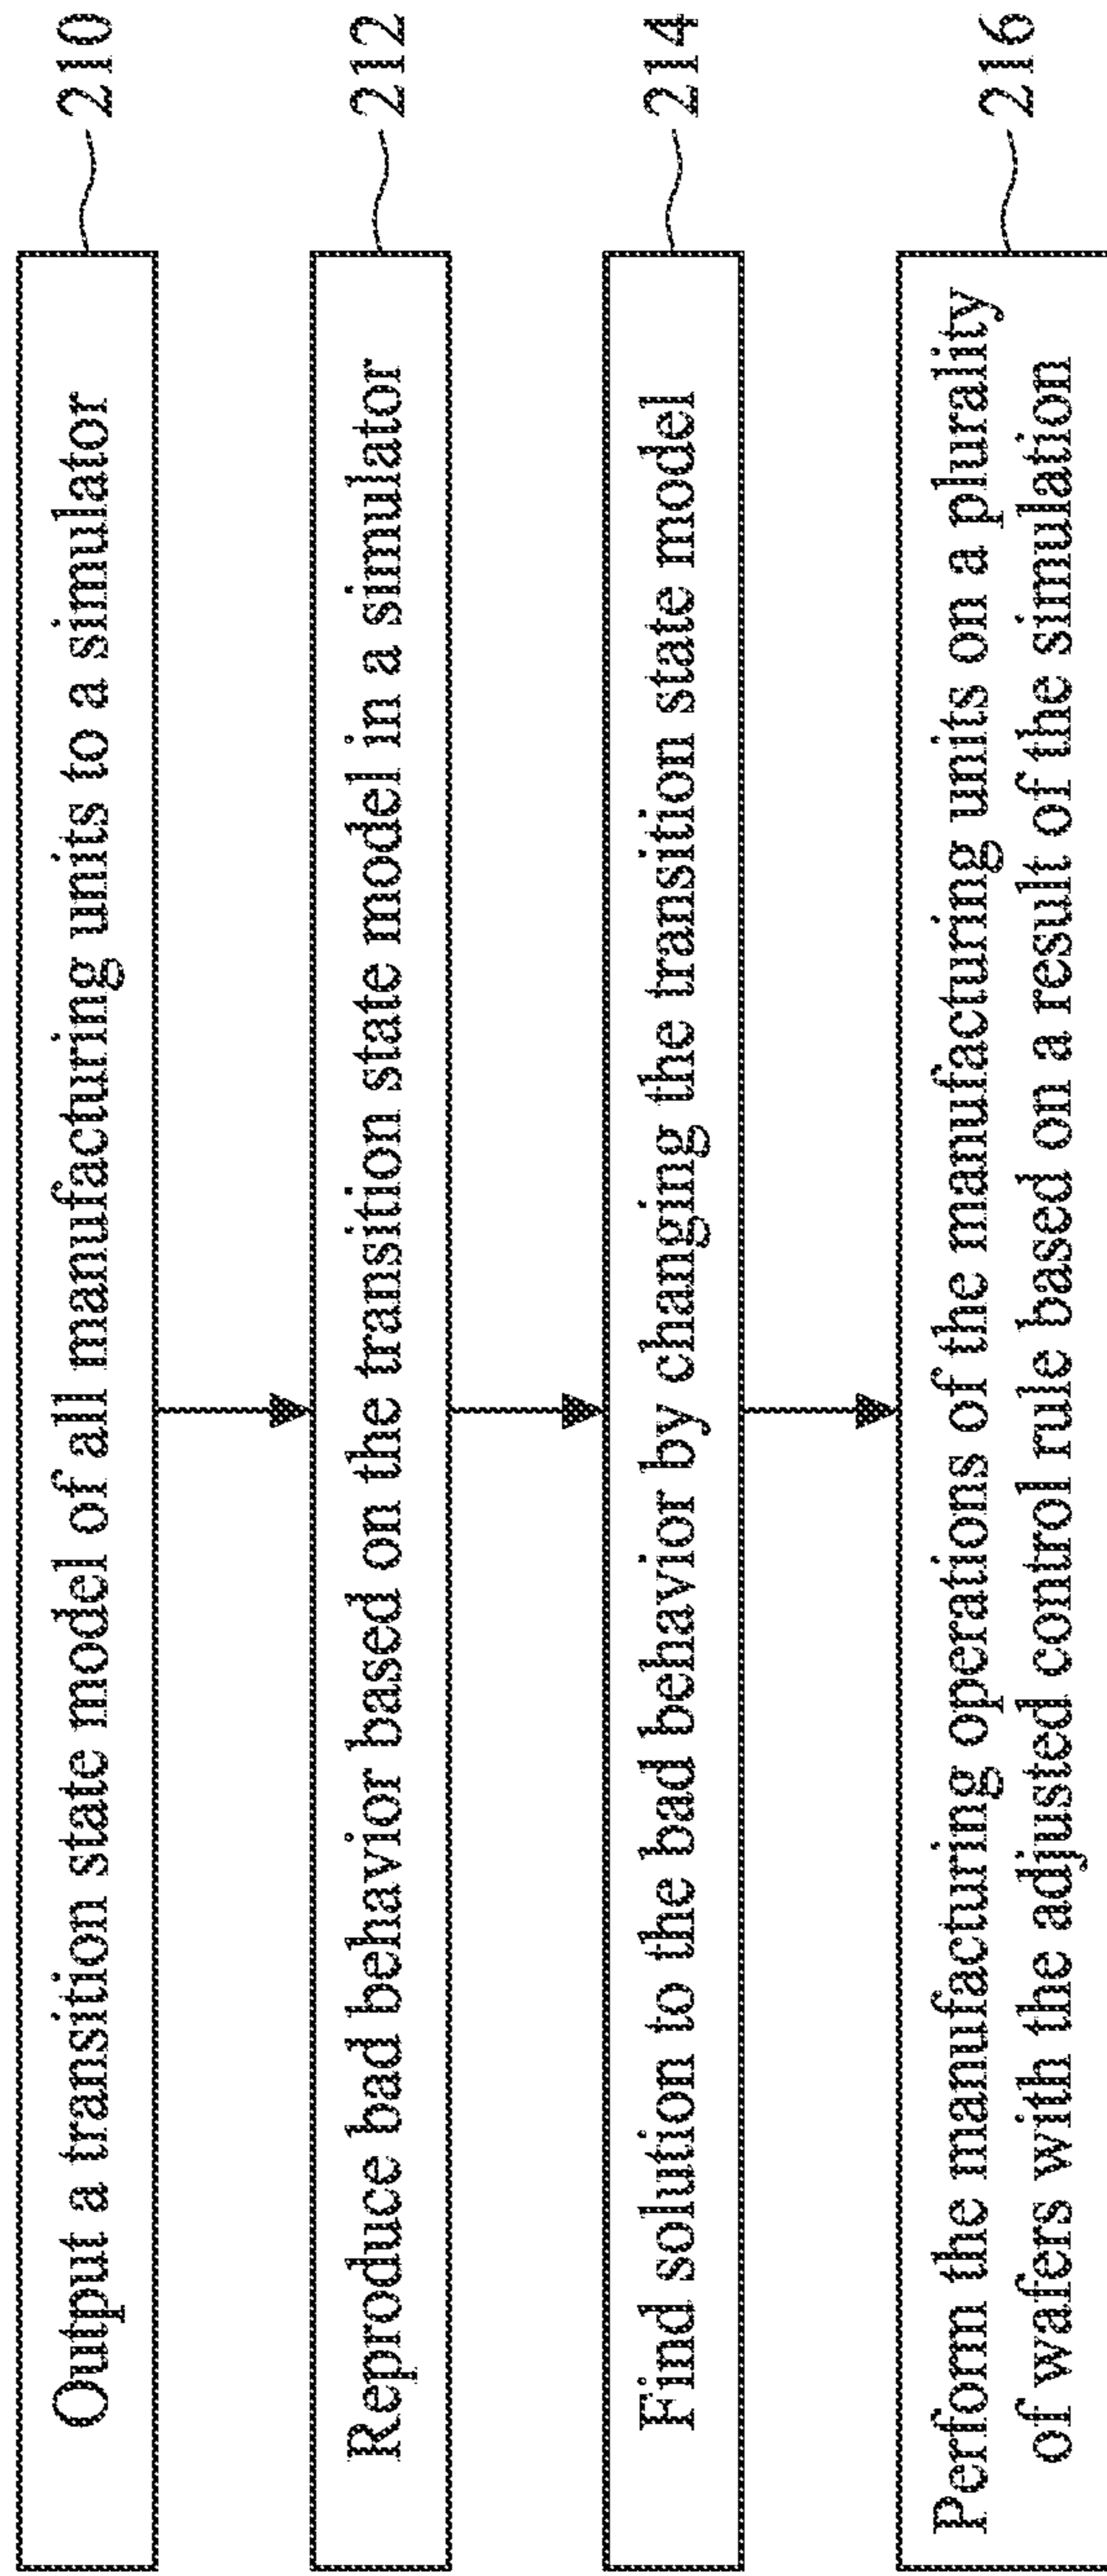 Output a transition state model of all manufacturing units to a simulator
210
Reproduce bad behavior based on the transition state model in a simulator
212
Find solution to the bad behavior by changing the transition state model
214
Perform the manufacturing operations of the manufacturing units on a plurality
of wafers with the adjusted control rule based on a result of the simulation
216